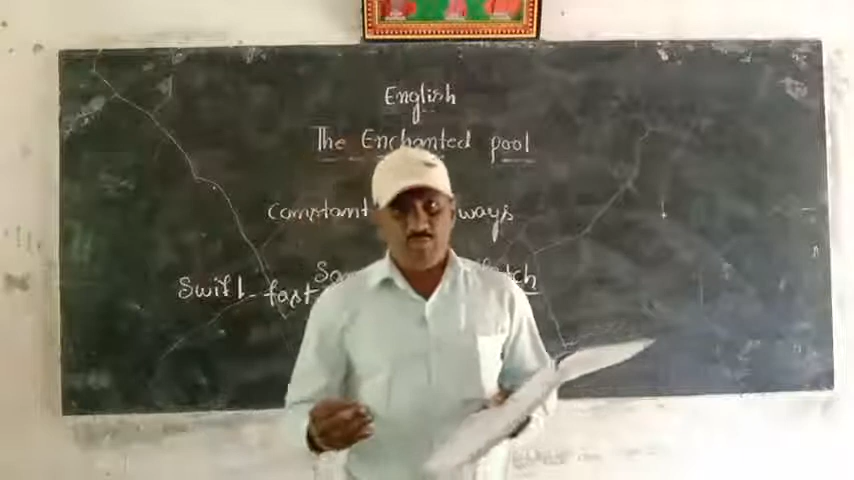 English
The Enchanted pool
constant ways
Swift - fast